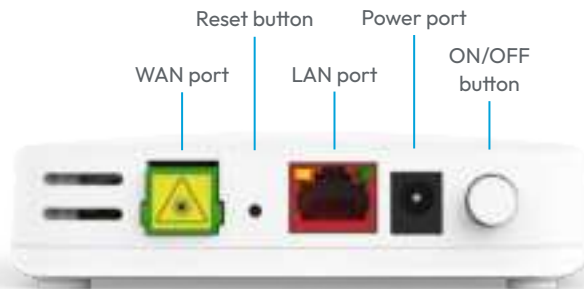 Reset button
Power port
WAN port
LAN port
ON/OFF
button